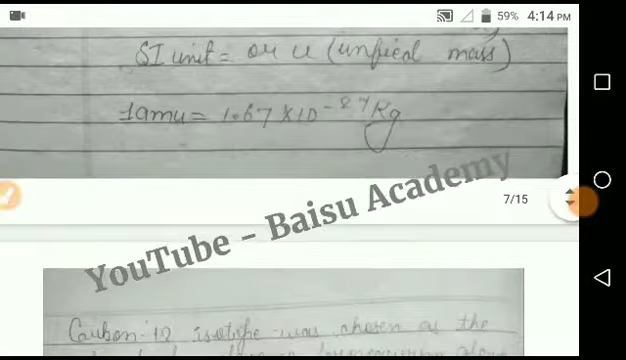 59% 4:14 PM
SI unit = or u (unfical mass)
1amu = 1.67 X 10-27 Kg
7/15
YouTube - Baisu Academy
Carbon-12 isotope was chosen as the